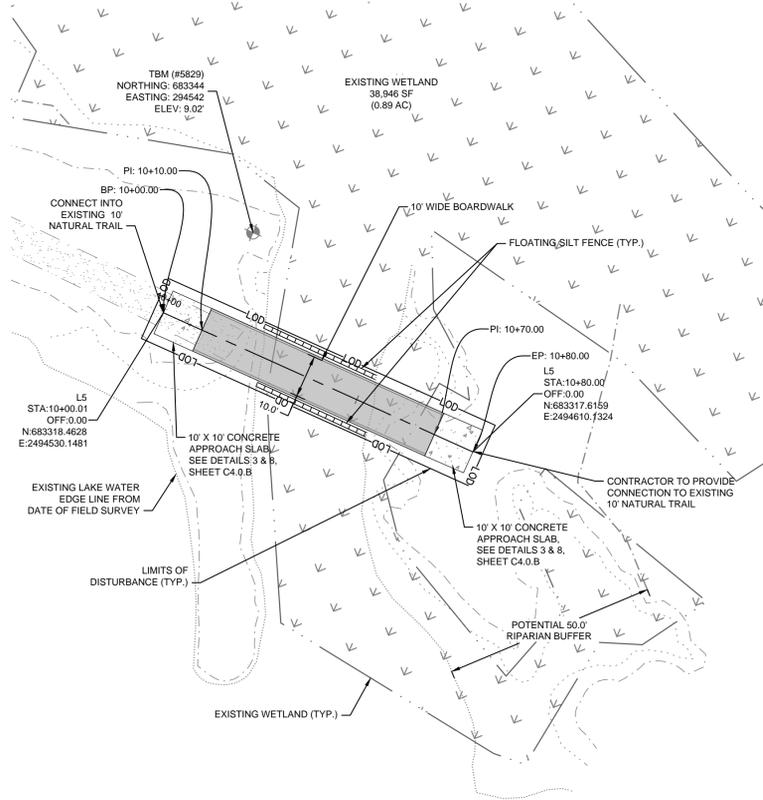 TBM (#5829)
NORTHING: 683344
EASTING: 294542
ELEV: 9.02'
EXISTING WETLAND
38,946 SF
(0.89 AC)
PI: 10+10.00
BP: 10+00.00
CONNECT INTO
EXISTING 10'
NATURAL TRAIL
10' WIDE BOARDWALK
FLOATING SILT FENCE (TYP.)
LOD
10+00
LOD
LOD
PI: 10+70.00
EP: 10+80.00
LOD
LOD
L5
STA:10+80.00
OFF:0.00
N:683317.6159
E:2494610.1324
L5
STA:10+00.01
OFF:0.00
N:683318.4628
E:2494530.1481
10.0'
LOD
LOD
LOD
LOD
10' X 10' CONCRETE
APPROACH SLAB,
SEE DETAILS 3 & 8,
SHEET C4.0.B
EXISTING LAKE WATER
EDGE LINE FROM
DATE OF FIELD SURVEY
CONTRACTOR TO PROVIDE
CONNECTION TO EXISTING
10' NATURAL TRAIL
10' X 10' CONCRETE
APPROACH SLAB,
SEE DETAILS 3 & 8,
SHEET C4.0.B
LIMITS OF
DISTURBANCE (TYP.)
POTENTIAL 50.0'
RIPARIAN BUFFER
EXISTING WETLAND (TYP.)